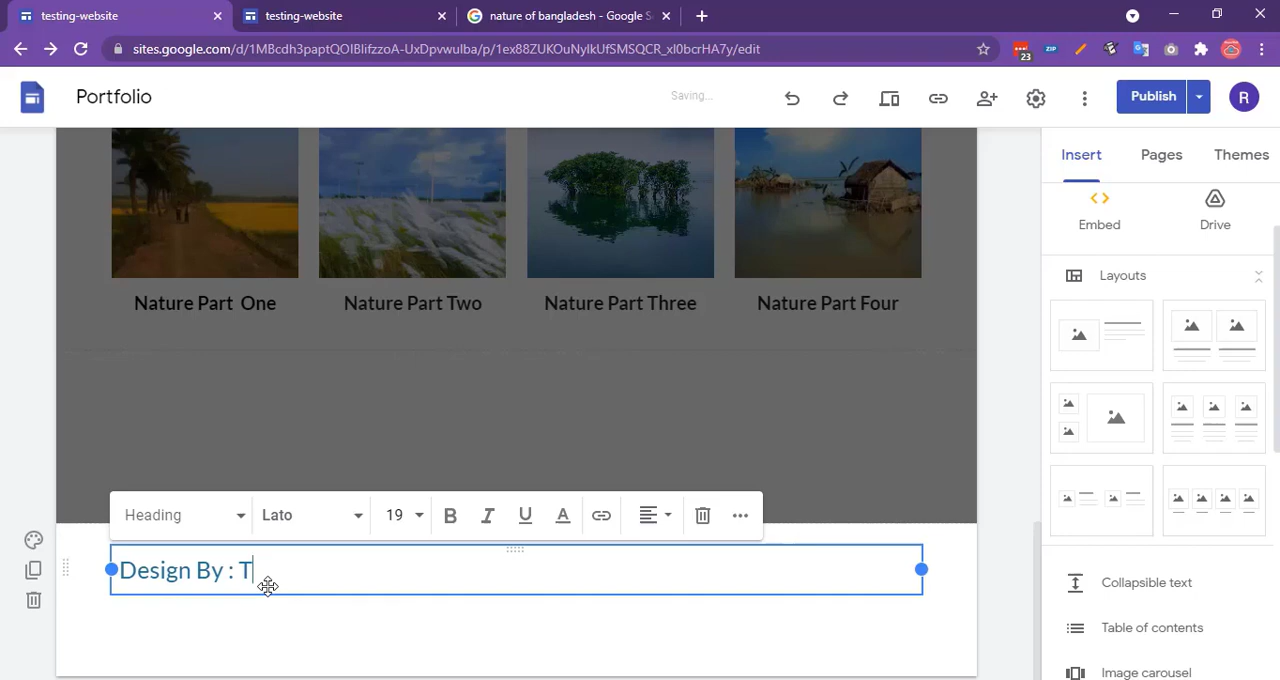 testing-website
testing-website
nature of bangladesh - Google S
sites.google.com/d/1MBcdh3paptQOIBlifzzoA-UxDpvwulba/p/1ex88ZUKOuNylkUfSMSQCR_xl0bcrHA7y/edit
23
ZIP
Portfolio
Saving...
Publish
R
Insert
Pages
Themes
Embed
Drive
Layouts
Nature Part One
Nature Part Two
Nature Part Three
Nature Part Four
Heading
Lato
19
B
I
U
A
Design By : T
Collapsible text
Table of contents
Image carousel